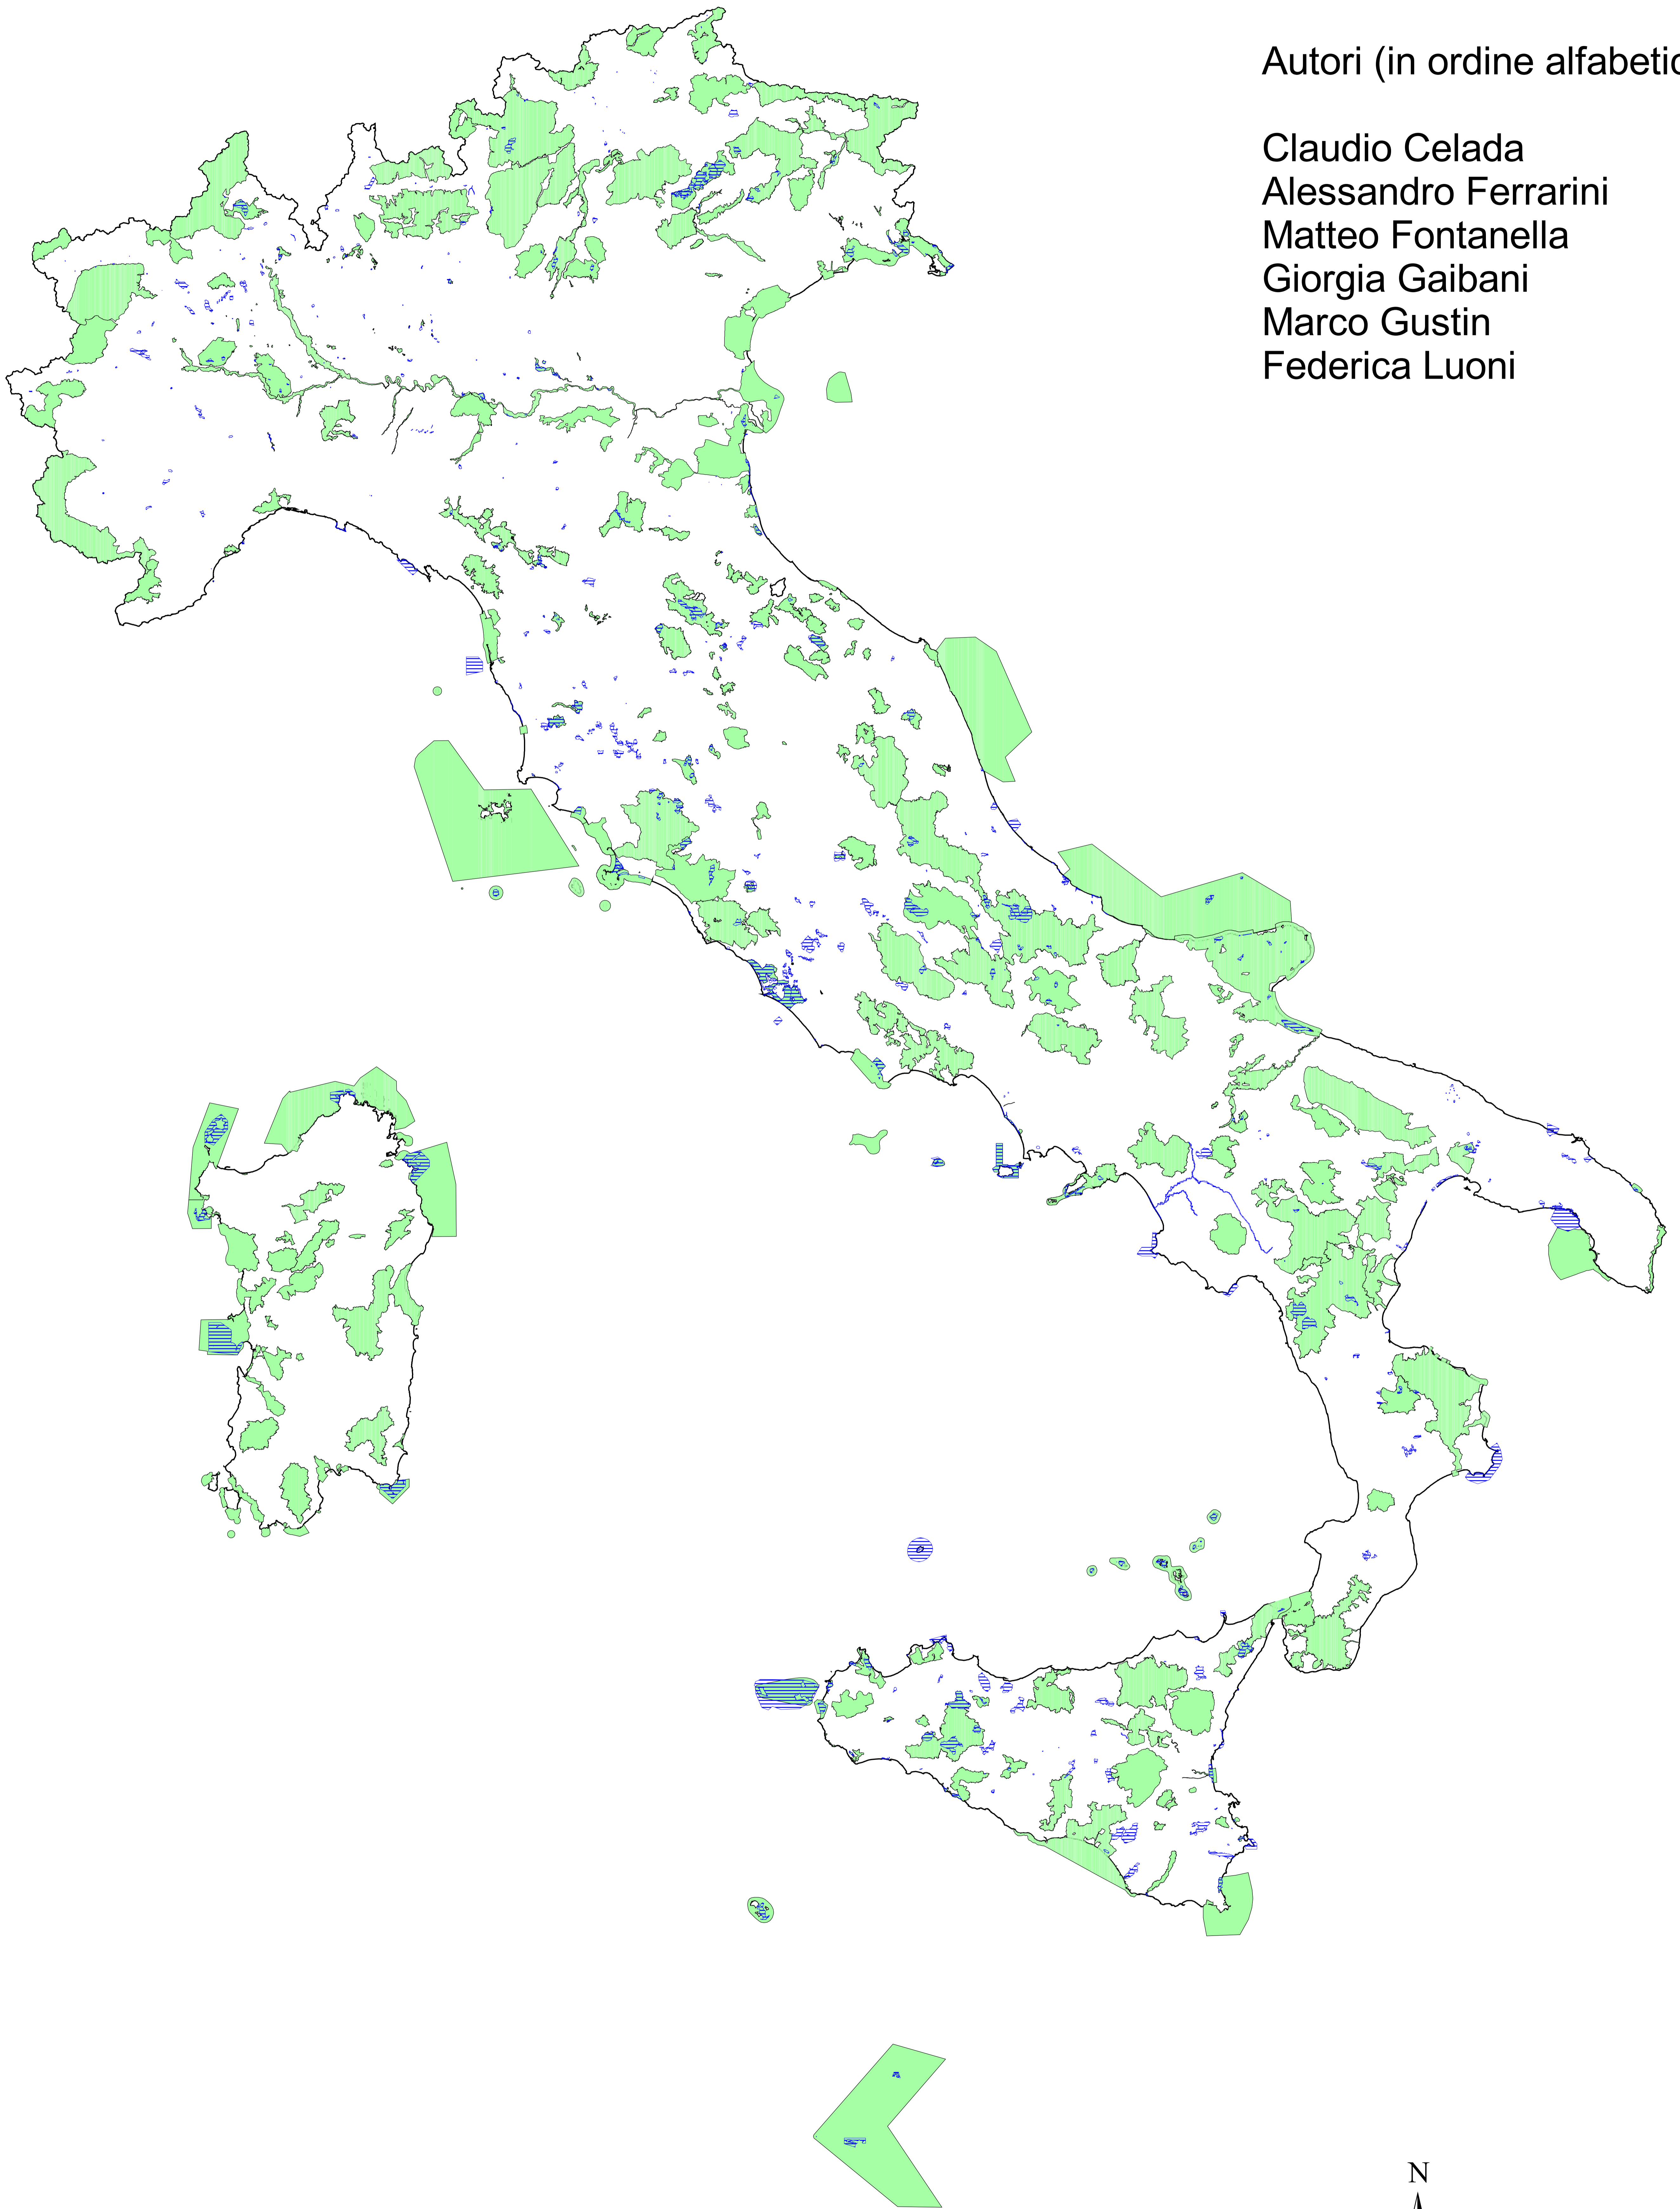 Autori (in ordine alfabetic
Claudio Celada
Alessandro Ferrarini
Matteo Fontanella
Giorgia Gaibani
Marco Gustin
Federica Luoni
N